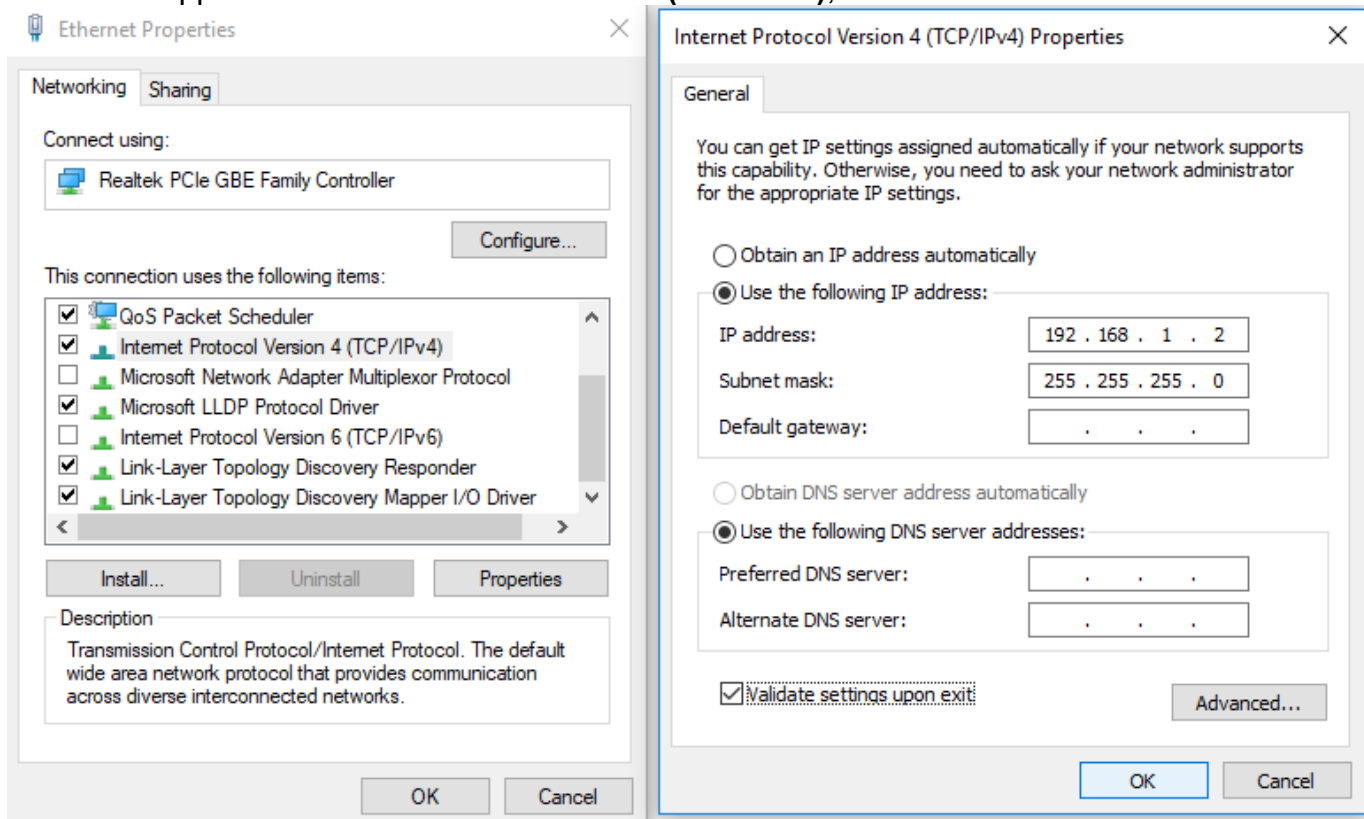 Ethernet Properties
Networking
Sharing
Connect using:
Realtek PCIe GBE Family Controller
Configure...
This connection uses the following items:
QoS Packet Scheduler
Internet Protocol Version 4 (TCP/IPv4)
Microsoft Network Adapter Multiplexor Protocol
Microsoft LLDP Protocol Driver
Internet Protocol Version 6 (TCP/IPv6)
Link-Layer Topology Discovery Responder
Link-Layer Topology Discovery Mapper I/O Driver
Install...
Uninstall
Properties
Description
Transmission Control Protocol/Internet Protocol. The default
wide area network protocol that provides communication
across diverse interconnected networks.
OK
Cancel
Internet Protocol Version 4 (TCP/IPv4) Properties
General
You can get IP settings assigned automatically if your network supports
this capability. Otherwise, you need to ask your network administrator
for the appropriate IP settings.
Obtain an IP address automatically
Use the following IP address:
IP address: 192 . 168 . 1 . 2
Subnet mask: 255 . 255 . 255 . 0
Default gateway: . . .
Obtain DNS server address automatically
Use the following DNS server addresses:
Preferred DNS server: . . .
Alternate DNS server: . . .
Validate settings upon exit
Advanced...
OK
Cancel